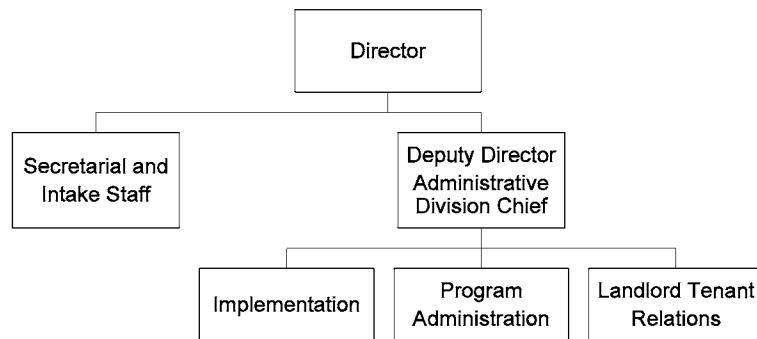 Director
Secretarial and
Intake Staff
Deputy Director
Administrative
Division Chief
Implementation
Program
Administration
Landlord Tenant
Relations